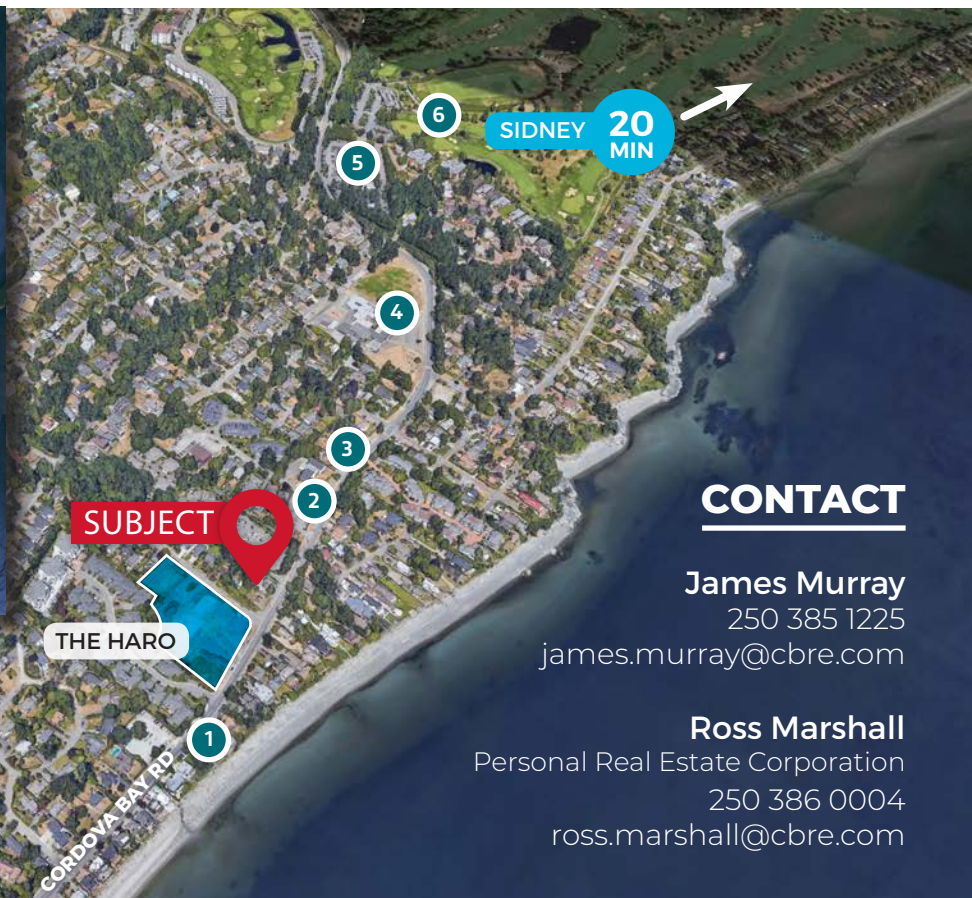 6
SIDNEY
20
MIN
5
4
3
2
SUBJECT
THE HARO
1
CORDOVA BAY RD
CONTACT
James Murray
250 385 1225
james.murray@cbre.com
Ross Marshall
Personal Real Estate Corporation
250 386 0004
ross.marshall@cbre.com